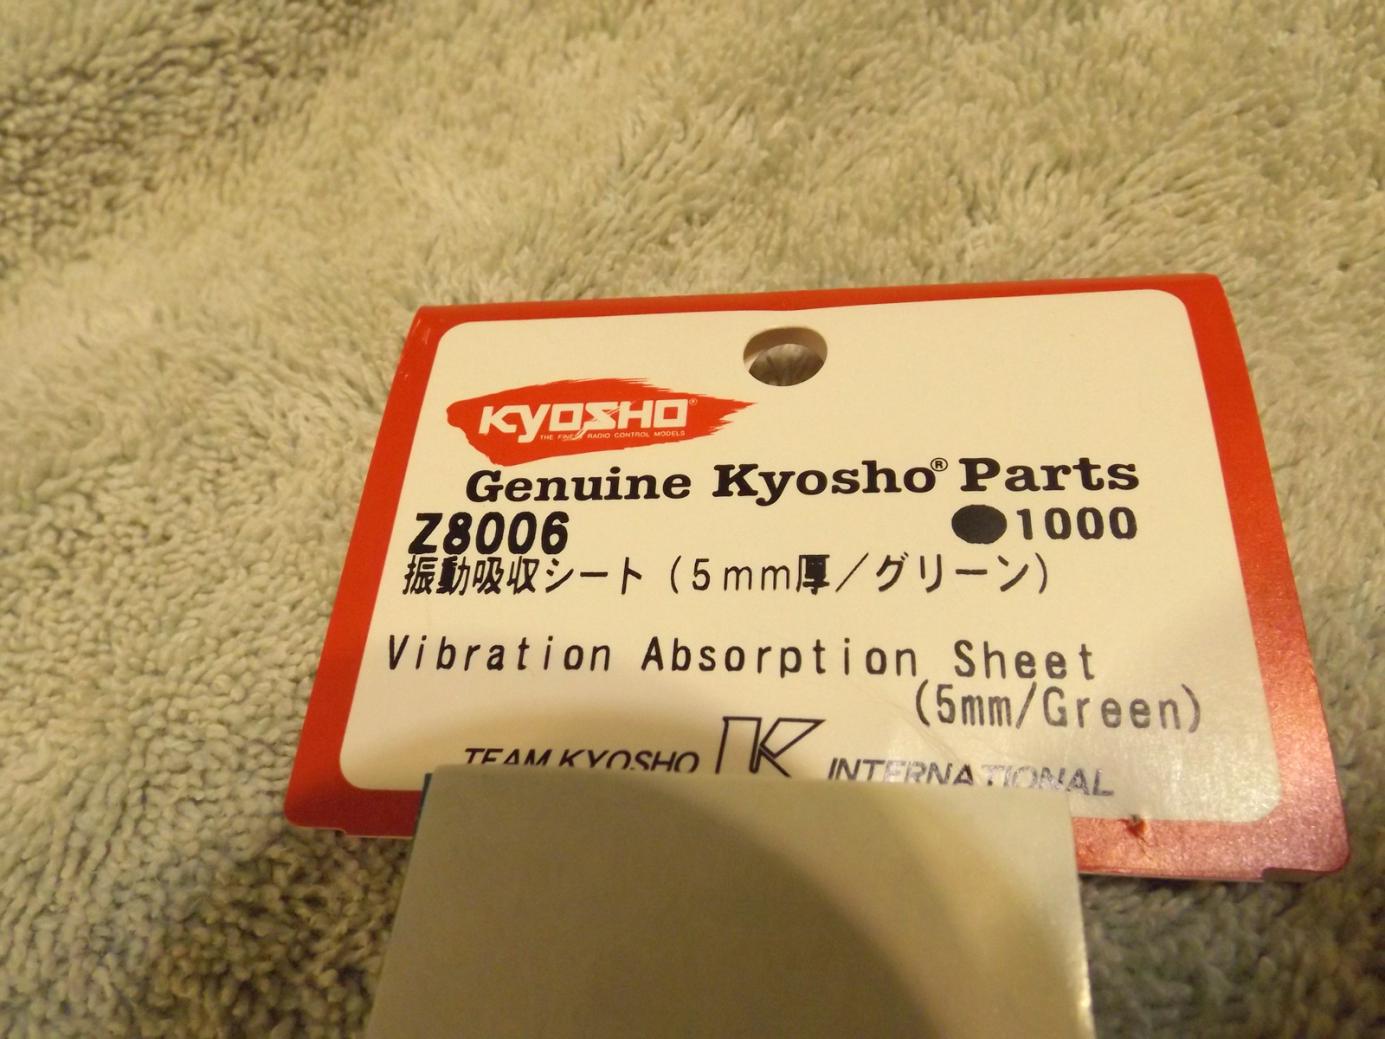 KYOSHO®
THE FINEST RADIO CONTROL MODELS
Genuine Kyosho® Parts
Z8006 ●1000
振動吸収シート(5mm厚/グリーン)
Vibration Absorption Sheet
(5mm/Green)
TEAM KYOSHO K INTERNATIONAL